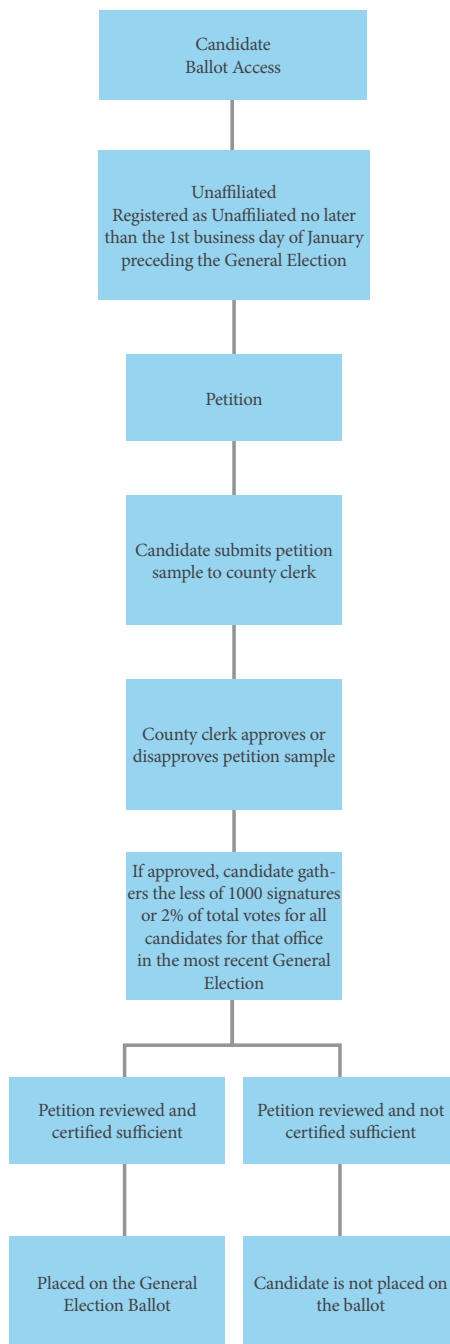 Candidate
Ballot Access
Unaffiliated
Registered as Unaffiliated no later
than the 1st business day of January
preceding the General Election
Petition
Candidate submits petition
sample to county clerk
County clerk approves or
disapproves petition sample
If approved, candidate gath-
ers the less of 1000 signatures
or 2% of total votes for all
candidates for that office
in the most recent General
Election
Petition reviewed and
certified sufficient
Petition reviewed and not
certified sufficient
Placed on the General
Election Ballot
Candidate is not placed on
the ballot